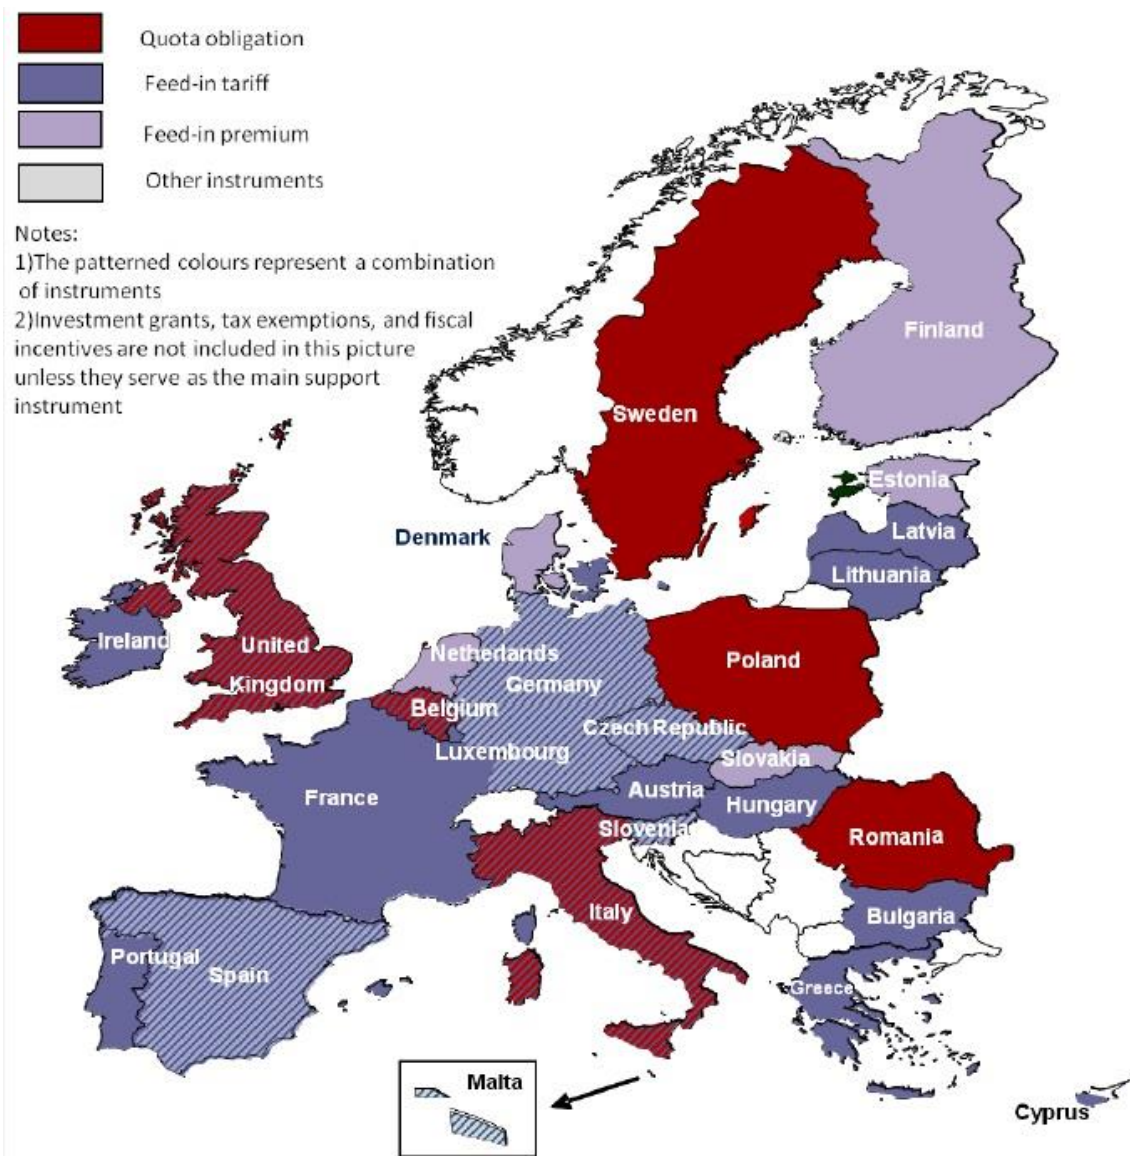 Quota obligation
Feed-in tariff
Feed-in premium
Other instruments
Notes:
1)The patterned colours represent a combination
of instruments
2)Investment grants, tax exemptions, and fiscal
incentives are not included in this picture
unless they serve as the main support
instrument
Finland
Sweden
Estonia
Denmark
Latvia
Lithuania
Ireland
United
Kingdom
Netherlands
Germany
Poland
Belgium
Czech Republic
Luxembourg
Slovakia
France
Austria
Hungary
Slovenia
Romania
Italy
Bulgaria
Portugal
Spain
Greece
Malta
Cyprus